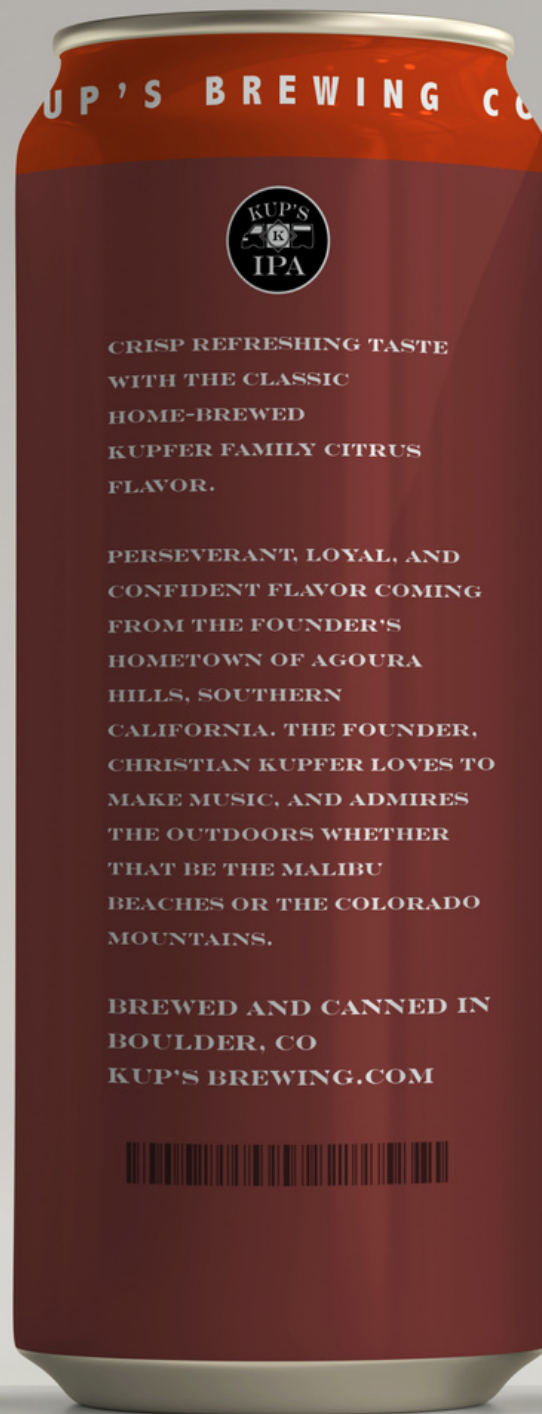 UP'S BREWING CO
KUP'S
K
IPA
CRISP REFRESHING TASTE
WITH THE CLASSIC
HOME-BREWED
KUPFER FAMILY CITRUS
FLAVOR.
PERSEVERANT, LOYAL, AND
CONFIDENT FLAVOR COMING
FROM THE FOUNDER'S
HOMETOWN OF AGOURA
HILLS, SOUTHERN
CALIFORNIA. THE FOUNDER,
CHRISTIAN KUPFER LOVES TO
MAKE MUSIC, AND ADMIRES
THE OUTDOORS WHETHER
THAT BE THE MALIBU
BEACHES OR THE COLORADO
MOUNTAINS.
BREWED AND CANNED IN
BOULDER, CO
KUP'S BREWING.COM